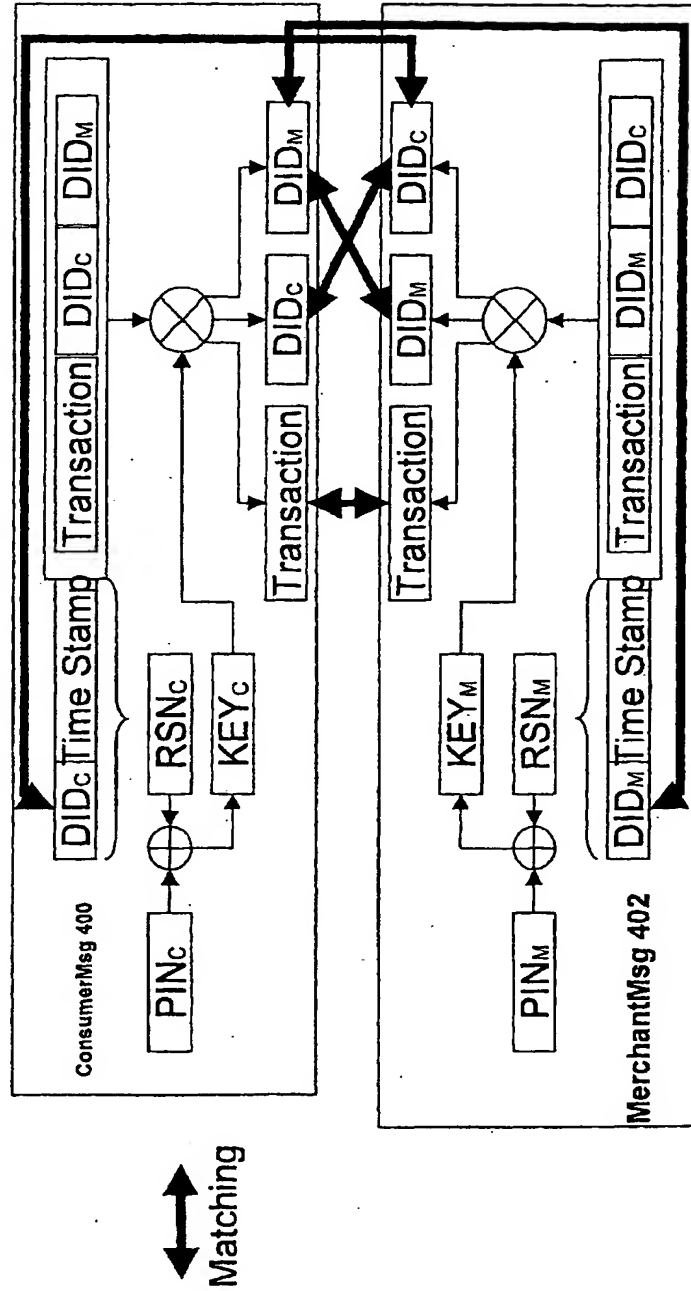 ConsumerMsg 400
DIDC Time Stamp Transaction DIDC DIDM
PINC RSNC
KEYC
Transaction DIDC DIDM
Matching
Transaction DIDM DIDC
KEYM
PINM RSNM
MerchantMsg 402
DIDM Time Stamp Transaction DIDM DIDC